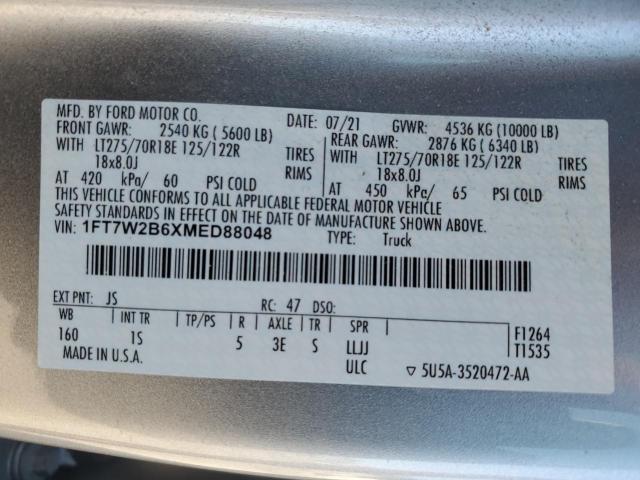 MFD. BY FORD MOTOR CO. DATE: 07/21 GVWR: 4536 KG (10000 LB)
FRONT GAWR: 2540 KG ( 5600 LB) REAR GAWR: 2876 KG ( 6340 LB)
WITH LT275/70R18E 125/122R TIRES WITH LT275/70R18E 125/122R TIRES
18x8.0J RIMS 18x8.0J RIMS
AT 420 kPa/ 60 PSI COLD AT 450 kPa/ 65 PSI COLD
THIS VEHICLE CONFORMS TO ALL APPLICABLE FEDERAL MOTOR VEHICLE
SAFETY STANDARDS IN EFFECT ON THE DATE OF MANUFACTURE SHOWN ABOVE.
VIN: 1FT7W2B6XMED88048 TYPE: Truck
EXT PNT: JS RC: 47 DSO:
WB INT TR TP/PS R AXLE TR SPR F1264
160 1S 5 3E S LLJJ T1535
MADE IN U.S.A. ULC ▽ 5U5A-3520472-AA